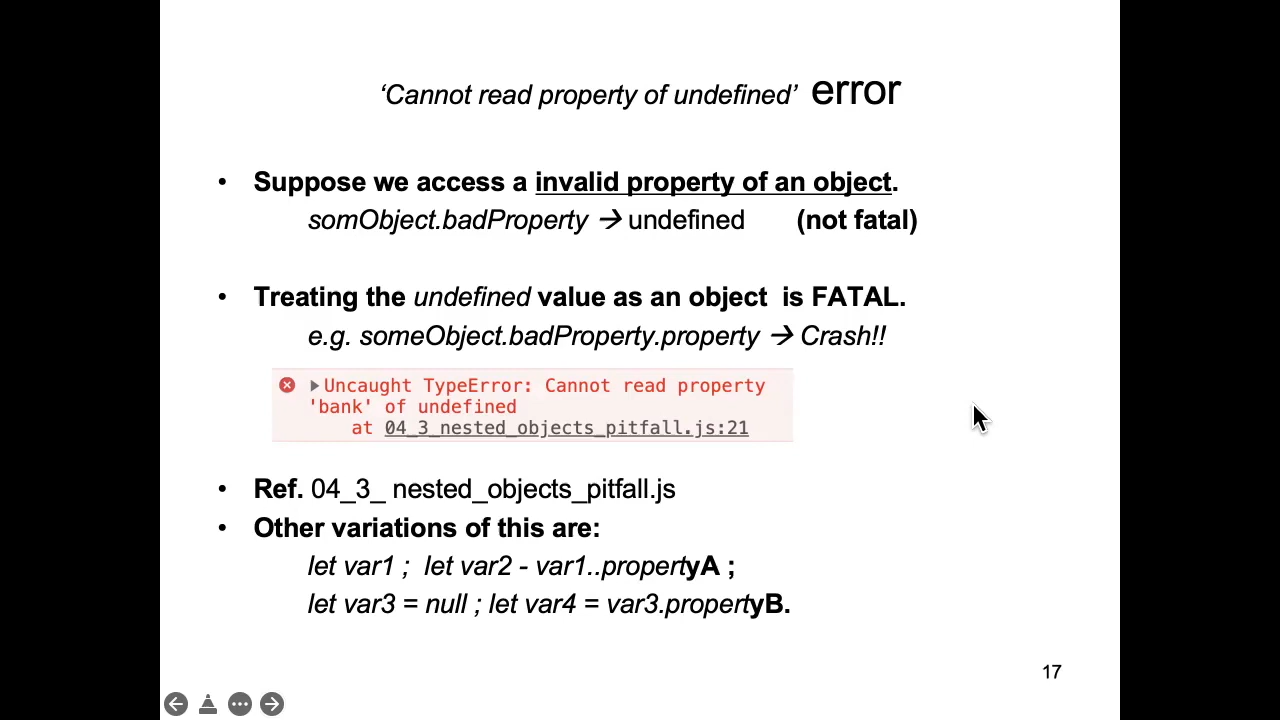 ‘Cannot read property of undefined’ error
• Suppose we access a invalid property of an object.
somObject.badProperty → undefined (not fatal)
• Treating the undefined value as an object is FATAL.
e.g. someObject.badProperty.property → Crash!!
Uncaught TypeError: Cannot read property
'bank' of undefined
at 04_3_nested_objects_pitfall.js:21
• Ref. 04_3_ nested_objects_pitfall.js
• Other variations of this are:
let var1 ; let var2 - var1..propertyA ;
let var3 = null ; let var4 = var3.propertyB.
17